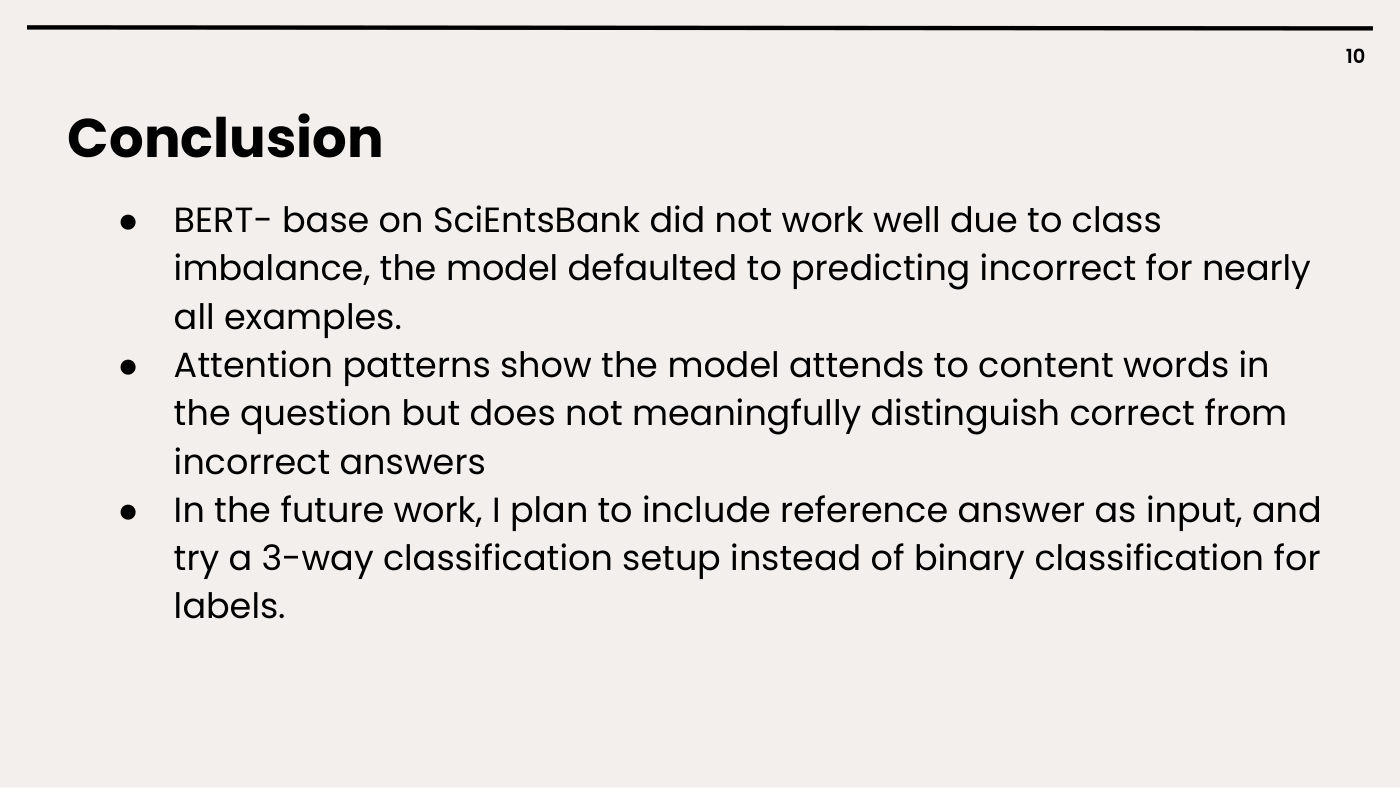 10
Conclusion
● BERT- base on SciEntsBank did not work well due to class
imbalance, the model defaulted to predicting incorrect for nearly
all examples.
● Attention patterns show the model attends to content words in
the question but does not meaningfully distinguish correct from
incorrect answers
● In the future work, I plan to include reference answer as input, and
try a 3-way classification setup instead of binary classification for
labels.